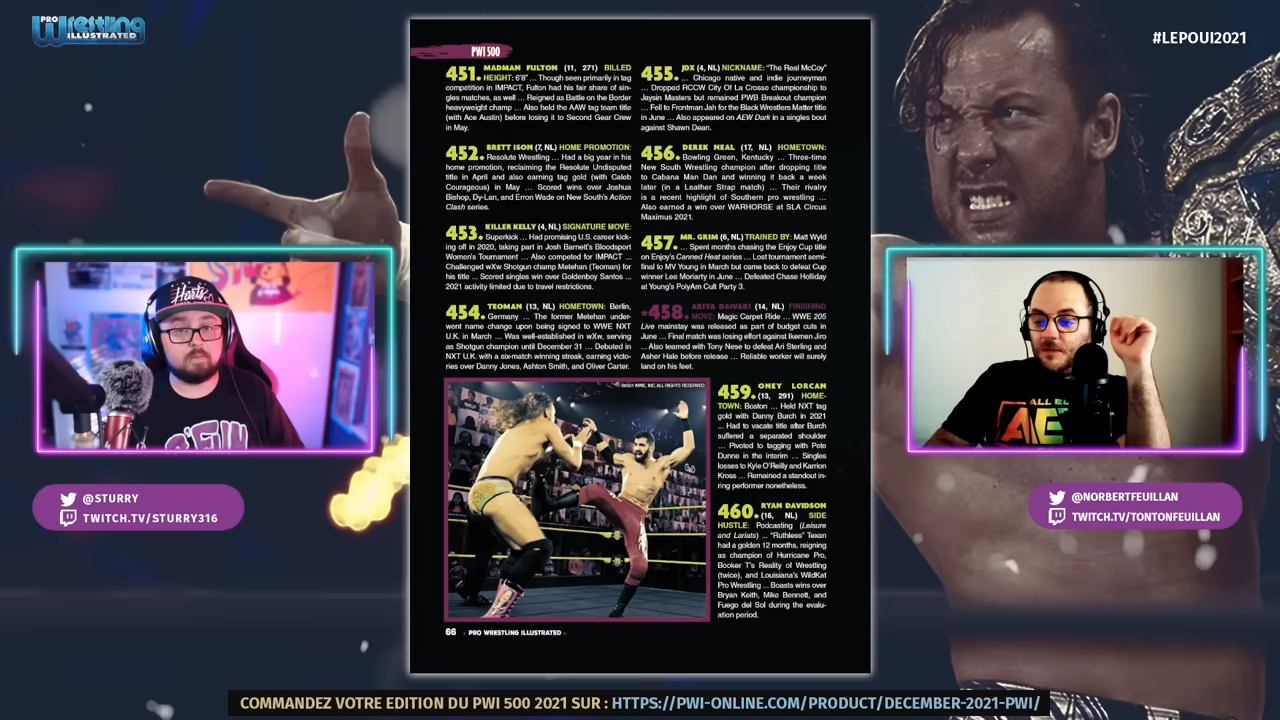 PRO
Wrestling
ILLUSTRATED
#LEPOUI2021
PWI 500
451. MADMAN FULTON (11, 271) BILLED
HEIGHT: 6'8" ... Though seen primarily in tag
competition in IMPACT, Fulton had his fair share of sin-
gles matches, as well ... Reigned as Battle on the Border
heavyweight champ ... Also held the AAW tag team title
(with Ace Austin) before losing it to Second Gear Crew
in May.
452. BRETT ISON (7, NL) HOME PROMOTION:
Resolute Wrestling ... Had a big year in his
home promotion, reclaiming the Resolute Undisputed
title in April and also earning tag gold (with Caleb
Courageous) in May ... Scored wins over Joshua
Bishop, Dy-Lan, and Erron Wade on New South's Action
Clash series.
453. KILLER KELLY (4, NL) SIGNATURE MOVE:
Superkick ... Had promising U.S. career kick-
ing off in 2020, taking part in Josh Barnett's Bloodsport
Women's Tournament ... Also competed for IMPACT ...
Challenged wXw Shotgun champ Metehan (Teoman) for
his title ... Scored singles win over Goldenboy Santos ...
2021 activity limited due to travel restrictions.
454. TEOMAN (13, NL) HOMETOWN: Berlin,
Germany ... The former Metehan under-
went name change upon being signed to WWE NXT
U.K. in March ... Was well-established in wXw, serving
as Shotgun champion until December 31 ... Debuted in
NXT U.K. with a six-match winning streak, earning victo-
ries over Danny Jones, Ashton Smith, and Oliver Carter.
455. JDX (4, NL) NICKNAME: "The Real McCoy"
... Chicago native and indie journeyman
... Dropped RCCW City Of La Crosse championship to
Jaysin Masters but remained PWB Breakout champion
... Fell to Frontman Jah for the Black Wrestlers Matter title
in June ... Also appeared on AEW Dark in a singles bout
against Shawn Dean.
456. DEREK NEAL (17, NL) HOMETOWN:
Bowling Green, Kentucky ... Three-time
New South Wrestling champion after dropping title
to Cabana Man Dan and winning it back a week
later (in a Leather Strap match) ... Their rivalry
is a recent highlight of Southern pro wrestling ...
Also earned a win over WARHORSE at SLA Circus
Maximus 2021.
457. MR. GRIM (6, NL) TRAINED BY: Matt Wyld
... Spent months chasing the Enjoy Cup title
on Enjoy's Canned Heat series ... Lost tournament semi-
final to MV Young in March but came back to defeat Cup
winner Lee Moriarty in June ... Defeated Chase Holliday
at Young's PolyAm Cult Party 3.
*458. ARIYA DAIVARI (14, NL) FINISHING
MOVE: Magic Carpet Ride ... WWE 205
Live mainstay was released as part of budget cuts in
June ... Final match was losing effort against Ikemen Jiro
... Also teamed with Tony Nese to defeat Ari Sterling and
Asher Hale before release ... Reliable worker will surely
land on his feet.
©2021 WWE, INC. ALL RIGHTS RESERVED
459. ONEY LORCAN
(13, 291) HOME-
TOWN: Boston ... Held NXT tag
gold with Danny Burch in 2021
... Had to vacate title after Burch
suffered a separated shoulder
... Pivoted to tagging with Pete
Dunne in the interim ... Singles
losses to Kyle O'Reilly and Karrion
Kross ... Remained a standout in-
ring performer nonetheless.
460. RYAN DAVIDSON
(16, NL) SIDE
HUSTLE: Podcasting (Leisure
and Lariats) ... "Ruthless" Texan
had a golden 12 months, reigning
as champion of Hurricane Pro,
Booker T's Reality of Wrestling
(twice), and Louisiana's WildKat
Pro Wrestling ... Boasts wins over
Bryan Keith, Mike Bennett, and
Fuego del Sol during the evalu-
ation period.
66 • PRO WRESTLING ILLUSTRATED •
@STURRY
TWITCH.TV/STURRY316
@NORBERTFEUILLAN
TWITCH.TV/TONTONFEUILLAN
COMMANDEZ VOTRE EDITION DU PWI 500 2021 SUR : HTTPS://PWI-ONLINE.COM/PRODUCT/DECEMBER-2021-PWI/